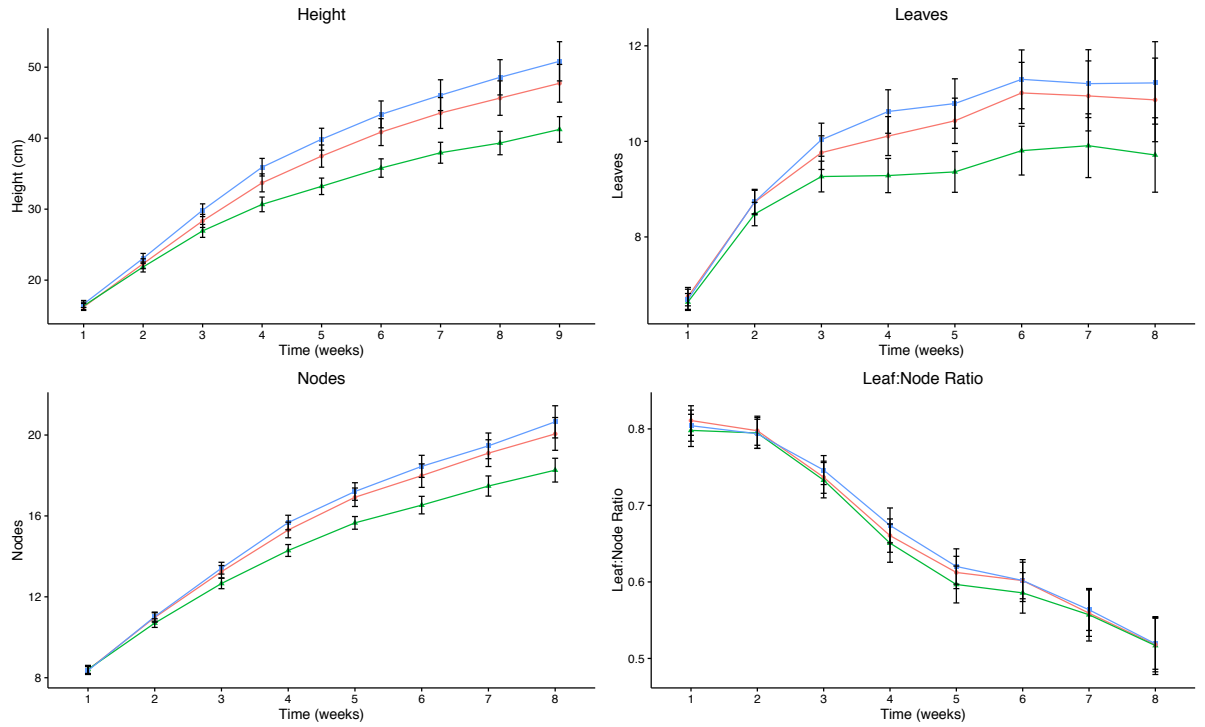 Height
50
40
30
20
Height (cm)
1 2 3 4 5 6 7 8 9
Time (weeks)
Leaves
12
10
8
Leaves
1 2 3 4 5 6 7 8
Time (weeks)
Nodes
20
16
12
8
Nodes
1 2 3 4 5 6 7 8
Time (weeks)
Leaf:Node Ratio
0.8
0.7
0.6
0.5
Leaf:Node Ratio
1 2 3 4 5 6 7 8
Time (weeks)